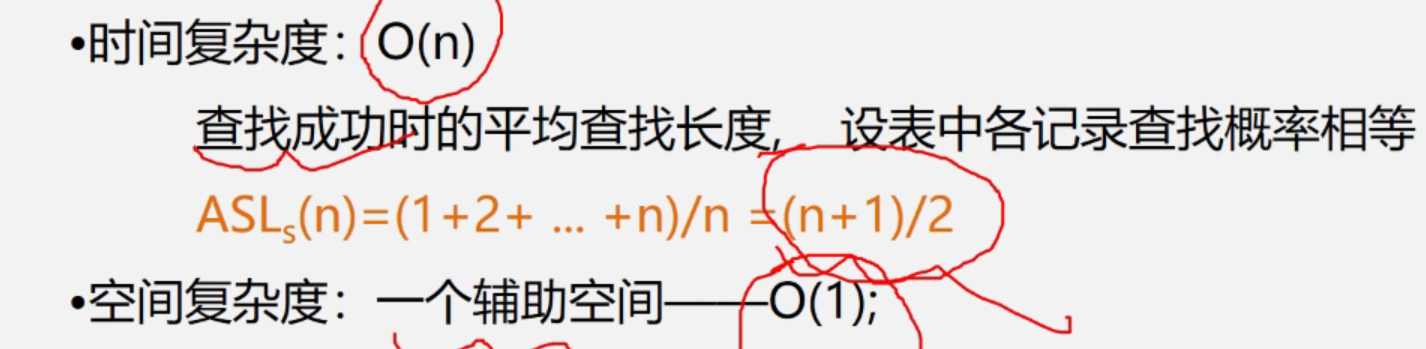 •时间复杂度：O(n)
查找成功时的平均查找长度,  设表中各记录查找概率相等
ASLs(n)=(1+2+ ... +n)/n =(n+1)/2
•空间复杂度：一个辅助空间——O(1);